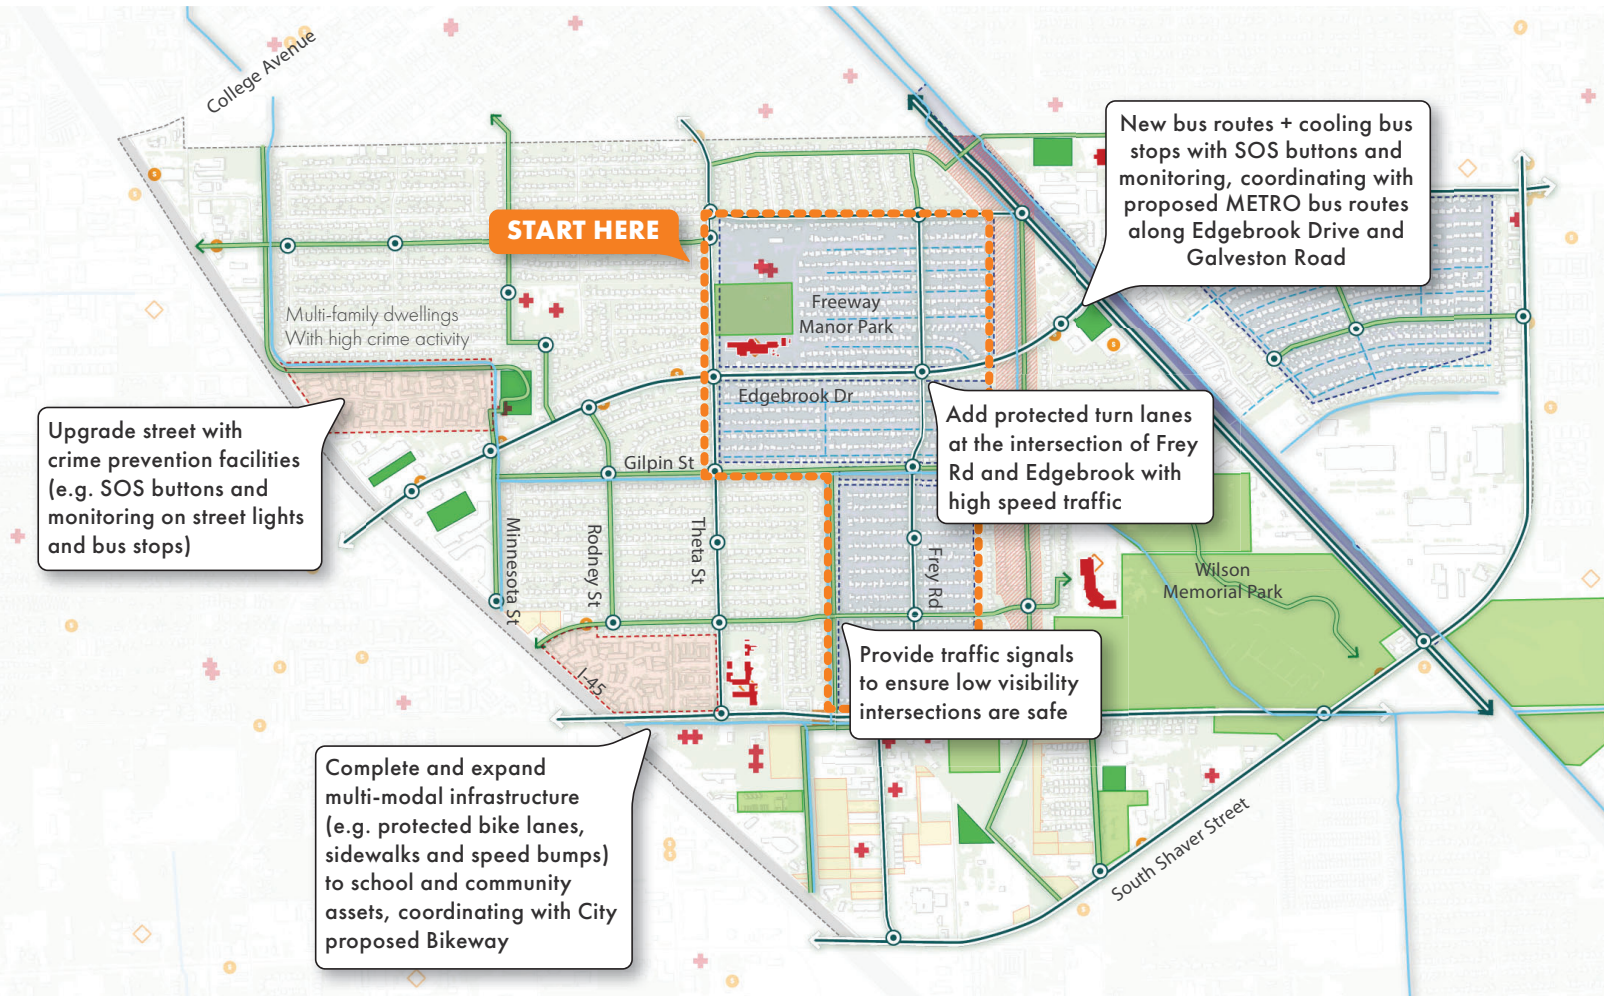 College Avenue
New bus routes + cooling bus
stops with SOS buttons and
monitoring, coordinating with
proposed METRO bus routes
along Edgebrook Drive and
Galveston Road
START HERE
Freeway
Manor Park
Multi-family dwellings
With high crime activity
Edgebrook Dr
Add protected turn lanes
at the intersection of Frey
Rd and Edgebrook with
high speed traffic
Upgrade street with
crime prevention facilities
(e.g. SOS buttons and
monitoring on street lights
and bus stops)
Gilpin St
Minnesota St
Rodney St
Theta St
Frey Rd
Wilson
Memorial Park
Provide traffic signals
to ensure low visibility
intersections are safe
I-45
Complete and expand
multi-modal infrastructure
(e.g. protected bike lanes,
sidewalks and speed bumps)
to school and community
assets, coordinating with City
proposed Bikeway
South Shaver Street